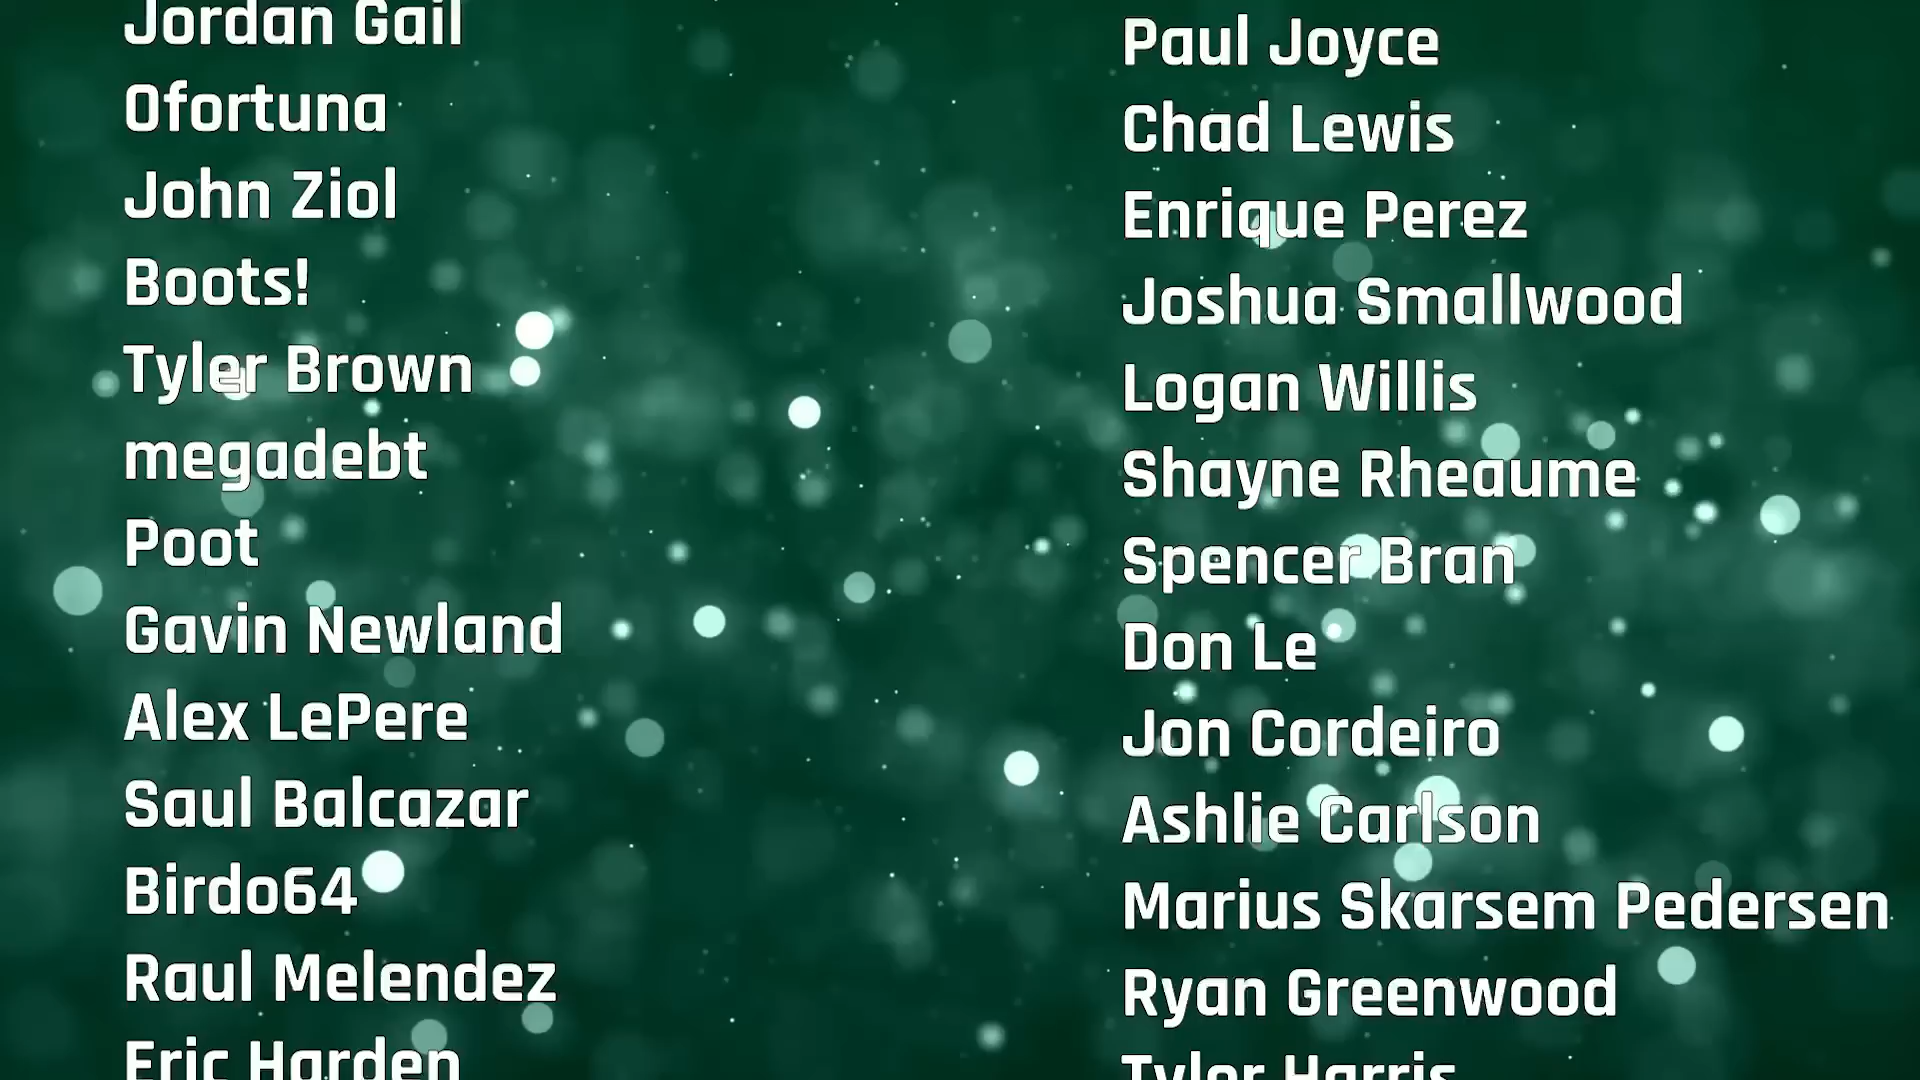 Jordan Gail
Ofortuna
John Ziol
Boots!
Tyler Brown
megadebt
Poot
Gavin Newland
Alex LePere
Saul Balcazar
Birdo64
Raul Melendez
Eric Harden
Paul Joyce
Chad Lewis
Enrique Perez
Joshua Smallwood
Logan Willis
Shayne Rheaume
Spencer Bran
Don Le
Jon Cordeiro
Ashlie Carlson
Marius Skarsem Pedersen
Ryan Greenwood
Tyler Harris